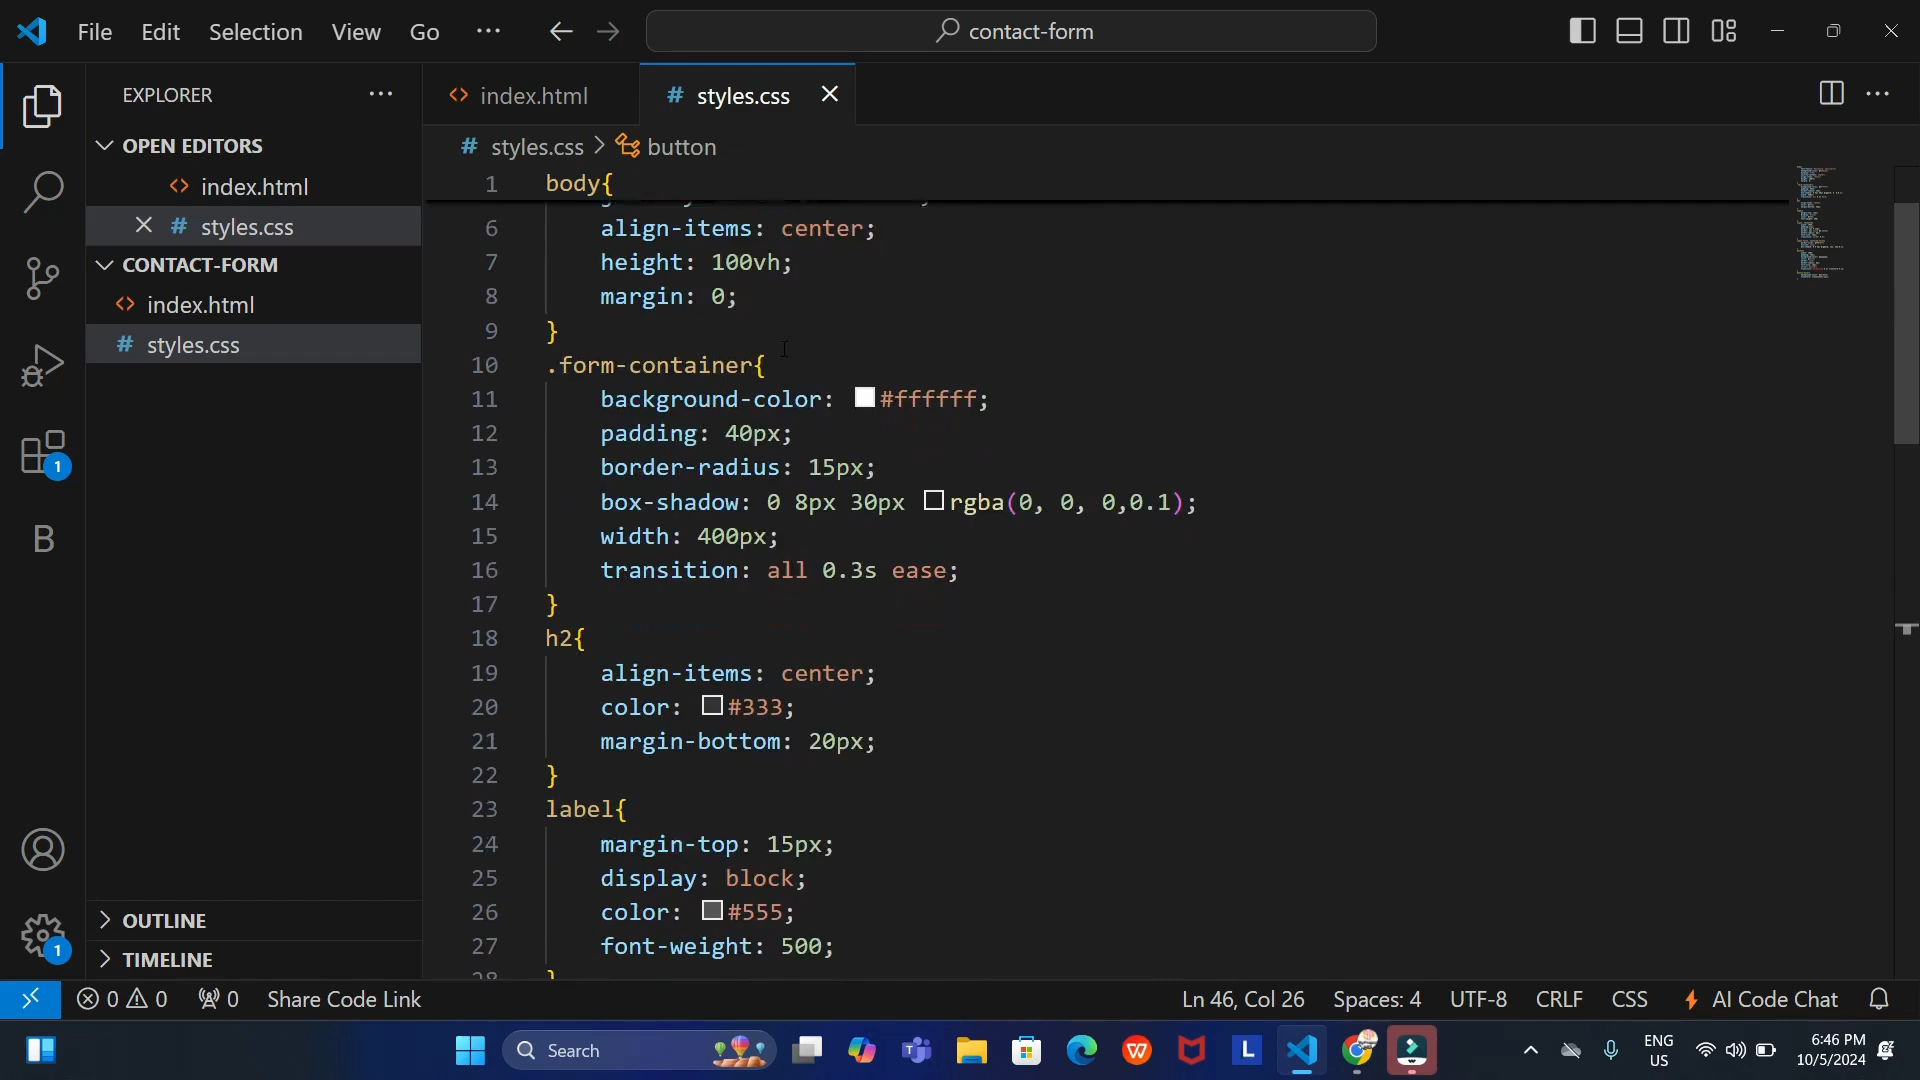 File Edit Selection View Go ··· contact-form
EXPLORER ···
OPEN EDITORS
index.html
styles.css
CONTACT-FORM
index.html
styles.css
OUTLINE
TIMELINE
index.html # styles.css
# styles.css > button
1 body{
6 align-items: center;
7 height: 100vh;
8 margin: 0;
9 }
10 .form-container{
11 background-color: #ffffff;
12 padding: 40px;
13 border-radius: 15px;
14 box-shadow: 0 8px 30px rgba(0, 0, 0,0.1);
15 width: 400px;
16 transition: all 0.3s ease;
17 }
18 h2{
19 align-items: center;
20 color: #333;
21 margin-bottom: 20px;
22 }
23 label{
24 margin-top: 15px;
25 display: block;
26 color: #555;
27 font-weight: 500;
28 }
1
B
1
0 0 0 Share Code Link Ln 46, Col 26 Spaces: 4 UTF-8 CRLF CSS AI Code Chat
Search L W ENG 6:46 PM
US 10/5/2024